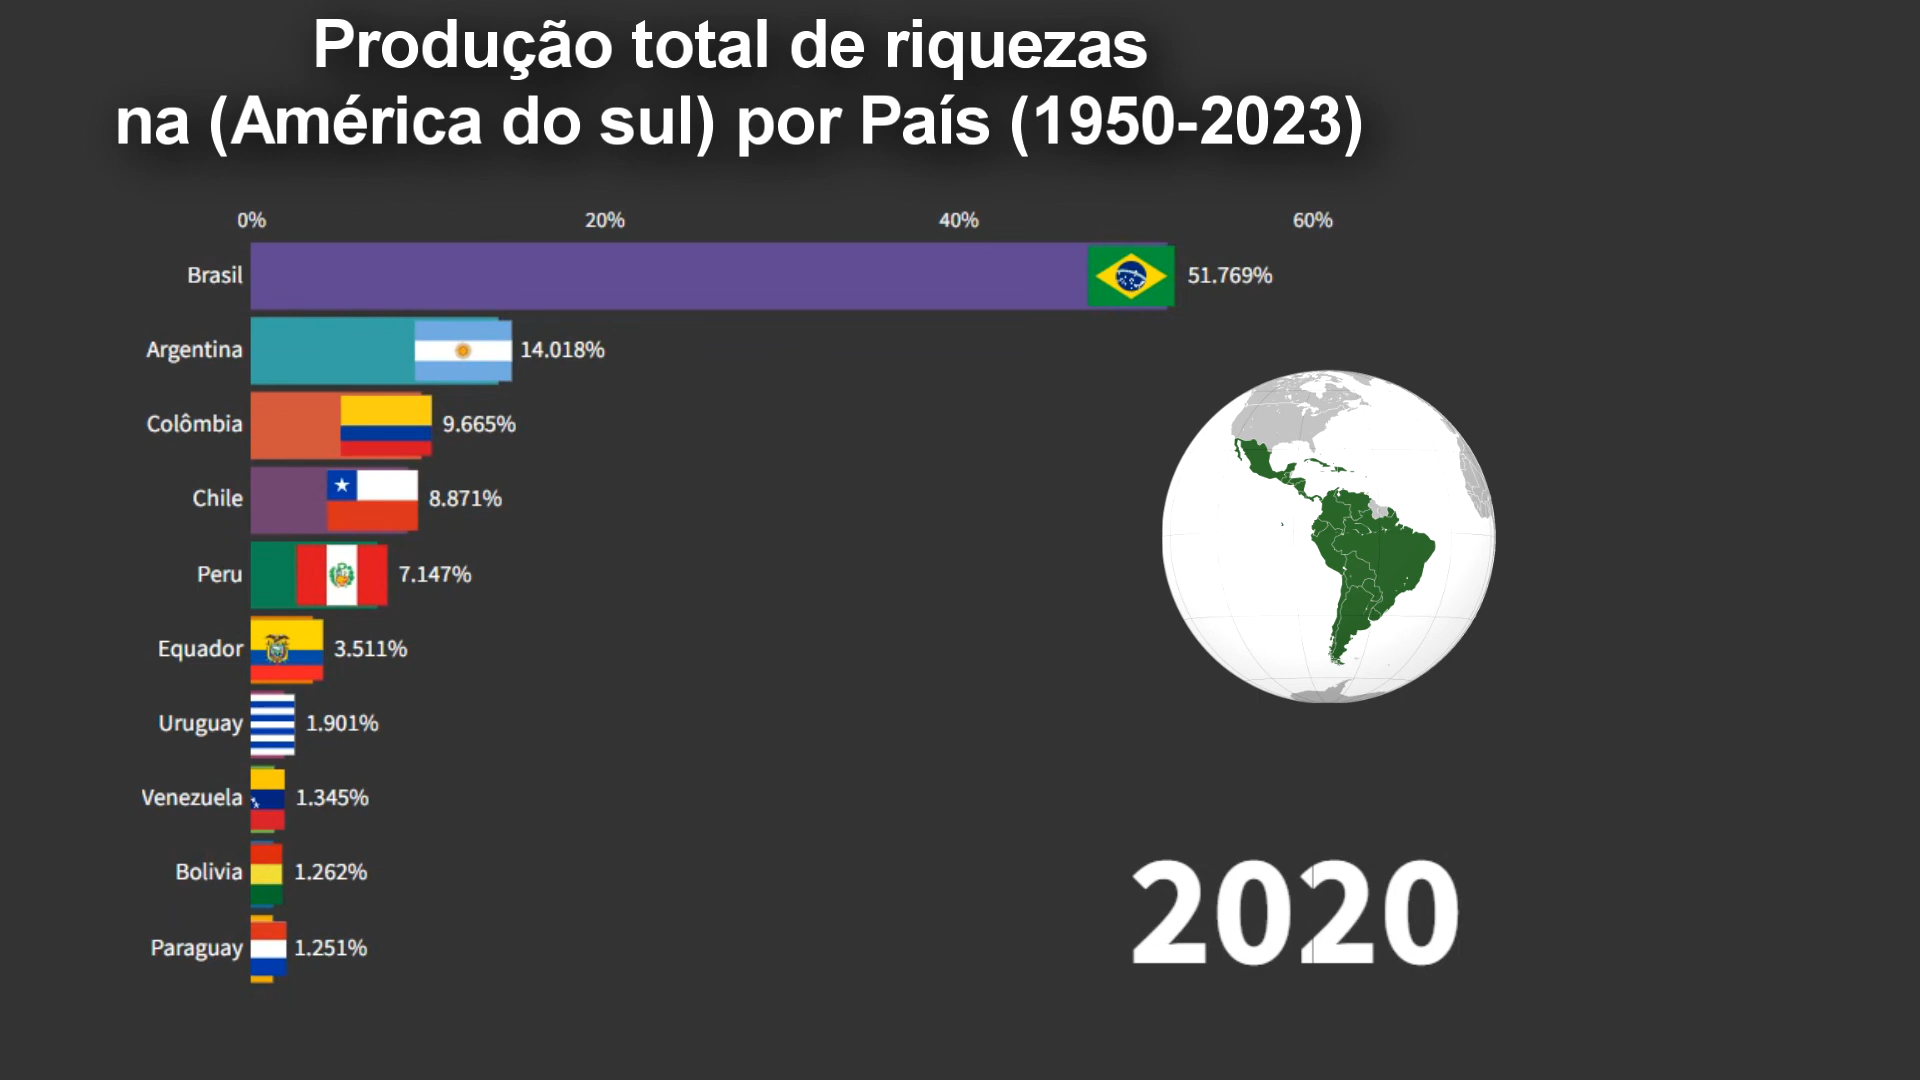 Produção total de riquezas
na (América do sul) por País (1950-2023)
0% 20% 40% 60%
Brasil 51.769%
Argentina 14.018%
Colômbia 9.665%
Chile 8.871%
Peru 7.147%
Equador 3.511%
Uruguay 1.901%
Venezuela 1.345%
Bolivia 1.262%
Paraguay 1.251%
2020